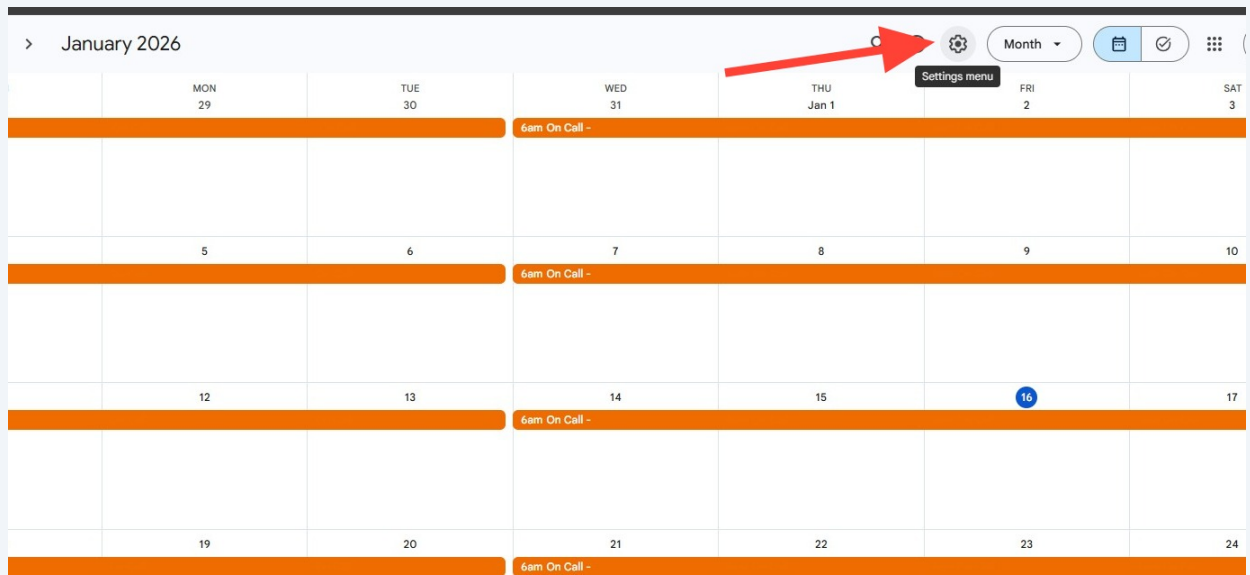 January 2026
Month
Settings menu
MON TUE WED THU FRI SAT
29 30 31 Jan 1 2 3
6am On Call -
5 6 7 8 9 10
6am On Call -
12 13 14 15 16 17
6am On Call -
19 20 21 22 23 24
6am On Call -